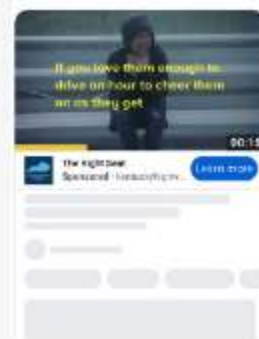 If you love them enough to
drive an hour to cheer them
on as they get
00:15
The Right Seat
Sponsored
Learn more